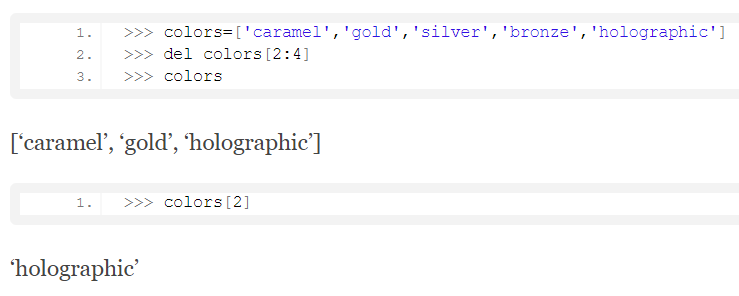 1. >>> colors=['caramel','gold','silver','bronze','holographic']
2. >>> del colors[2:4]
3. >>> colors
[‘caramel’, ‘gold’, ‘holographic’]
1. >>> colors[2]
‘holographic’